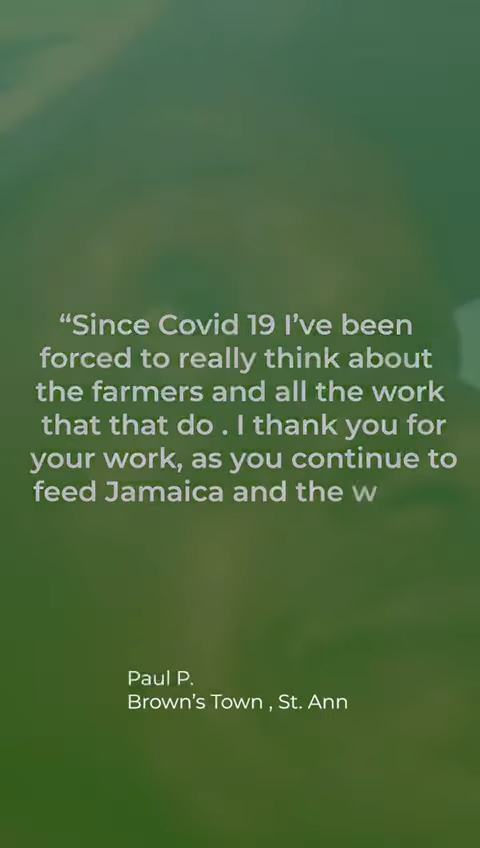 “Since Covid 19 I’ve been
forced to really think about
the farmers and all the work
that that do . I thank you for
your work, as you continue to
feed Jamaica and the w
Paul P.
Brown’s Town , St. Ann